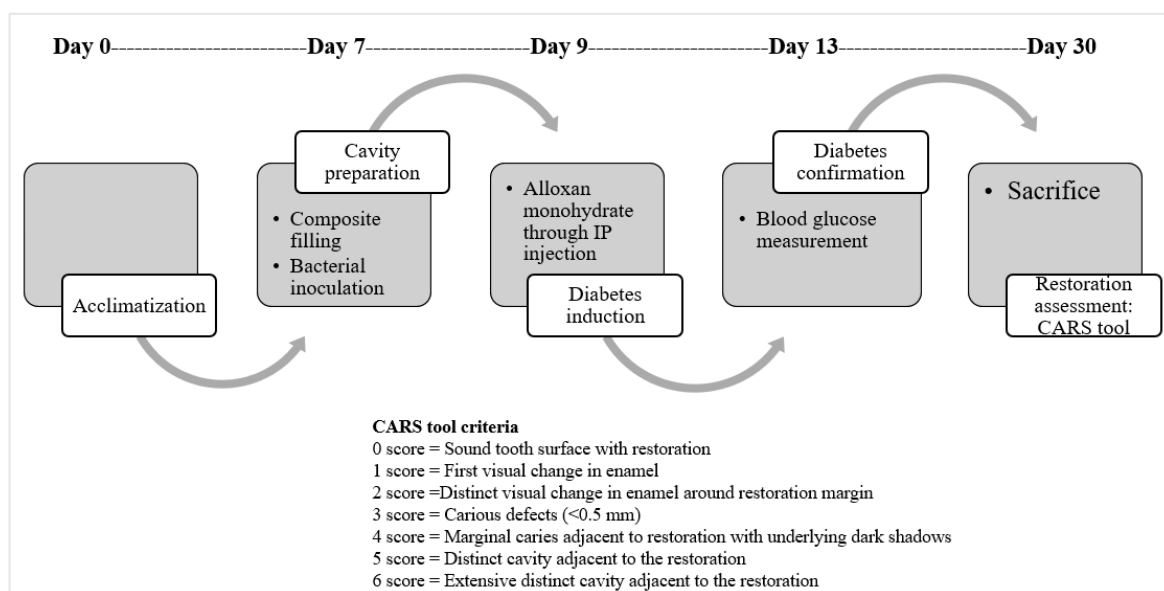 Day 0-----------------------Day 7-------------------Day 9-----------------------Day 13-----------------------Day 30
Acclimatization
Cavity
preparation
• Composite
filling
• Bacterial
inoculation
• Alloxan
monohydrate
through IP
injection
Diabetes
induction
Diabetes
confirmation
• Blood glucose
measurement
• Sacrifice
Restoration
assessment:
CARS tool
CARS tool criteria
0 score = Sound tooth surface with restoration
1 score = First visual change in enamel
2 score =Distinct visual change in enamel around restoration margin
3 score = Carious defects (<0.5 mm)
4 score = Marginal caries adjacent to restoration with underlying dark shadows
5 score = Distinct cavity adjacent to the restoration
6 score = Extensive distinct cavity adjacent to the restoration